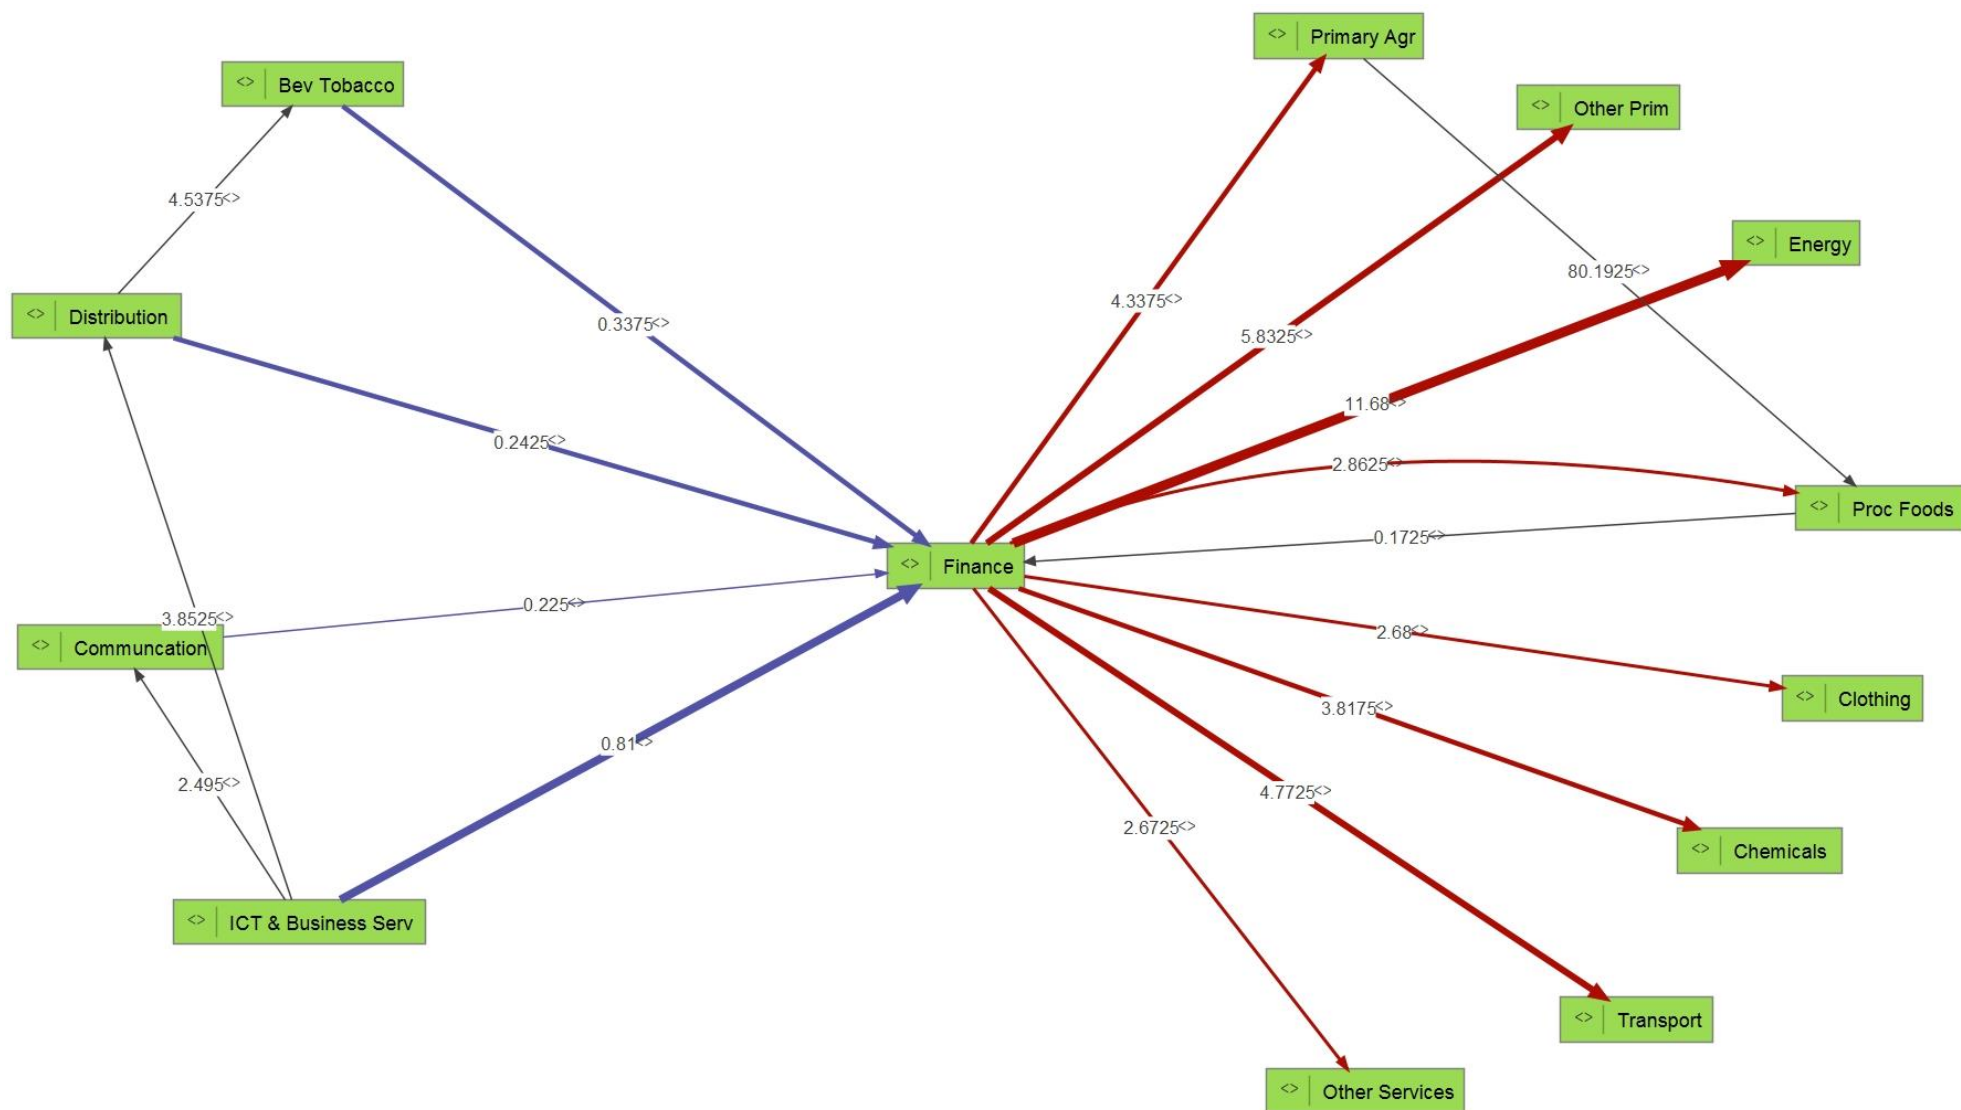 <> Primary Agr
<> Bev Tobacco
<> Other Prim
4.5375<>
<> Energy
80.1925<>
4.3375<>
<> Distribution
0.3375<>
5.8325<>
11.68<>
0.2425<>
2.8625<>
<> Proc Foods
0.1725<>
<> Finance
0.225<>
3.8525<>
2.68<>
<> Communcation
<> Clothing
3.8175<>
0.81<>
2.495<>
4.7725<>
2.6725<>
<> Chemicals
<> ICT & Business Serv
<> Transport
<> Other Services